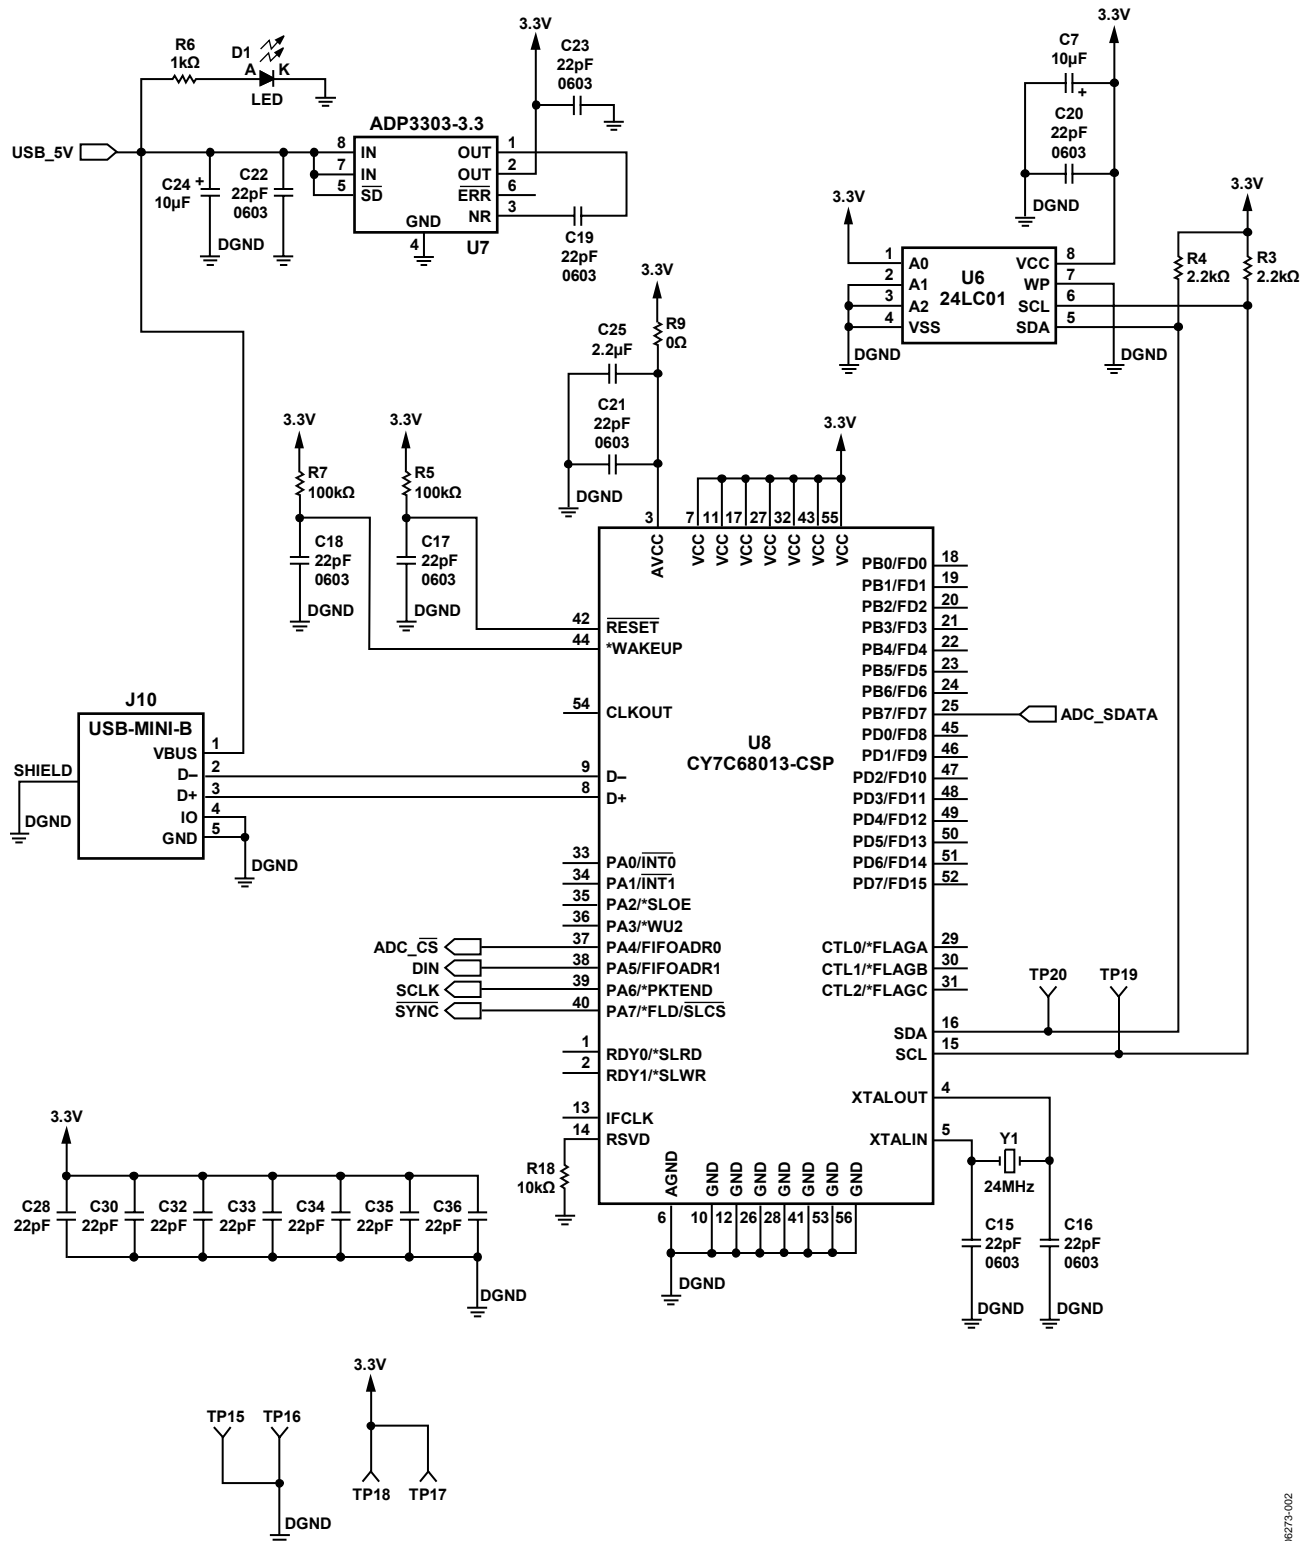 USB_5V
R6
1kΩ
D1
A
K
LED
C24
+
10µF
DGND
C22
22pF
0603
ADP3303-3.3
8 IN
7 IN
5 SD
OUT 1
OUT 2
ERR 6
NR 3
GND
4
U7
3.3V
C23
22pF
0603
C19
22pF
0603
3.3V
C7
10µF
+
C20
22pF
0603
DGND
3.3V
1 A0
2 A1
3 A2
4 VSS
U6
24LC01
VCC 8
WP 7
SCL 6
SDA 5
DGND
DGND
3.3V
R4
2.2kΩ
R3
2.2kΩ
3.3V
R9
0Ω
C25
2.2µF
C21
22pF
0603
DGND
3.3V
R7
100kΩ
C18
22pF
0603
DGND
3.3V
R5
100kΩ
C17
22pF
0603
DGND
3.3V
3 7 11 17 27 32 43 55
AVCC VCC VCC VCC VCC VCC VCC VCC
42 RESET
44 *WAKEUP
54 CLKOUT
U8
CY7C68013-CSP
J10
USB-MINI-B
SHIELD
DGND
VBUS 1
D– 2
D+ 3
IO 4
GND 5
DGND
9 D–
8 D+
33 PA0/INT0
34 PA1/INT1
35 PA2/*SLOE
36 PA3/*WU2
ADC_CS 37 PA4/FIFOADR0
DIN 38 PA5/FIFOADR1
SCLK 39 PA6/*PKTEND
SYNC 40 PA7/*FLD/SLCS
1 RDY0/*SLRD
2 RDY1/*SLWR
13 IFCLK
14 RSVD
R18
10kΩ
PB0/FD0 18
PB1/FD1 19
PB2/FD2 20
PB3/FD3 21
PB4/FD4 22
PB5/FD5 23
PB6/FD6 24
PB7/FD7 25 ADC_SDATA
PD0/FD8 45
PD1/FD9 46
PD2/FD10 47
PD3/FD11 48
PD4/FD12 49
PD5/FD13 50
PD6/FD14 51
PD7/FD15 52
CTL0/*FLAGA 29
CTL1/*FLAGB 30
CTL2/*FLAGC 31
TP20
TP19
SDA 16
SCL 15
XTALOUT 4
XTALIN 5
Y1
24MHz
C15
22pF
0603
DGND
C16
22pF
0603
DGND
AGND GND GND GND GND GND GND GND
6 10 12 26 28 41 53 56
DGND
3.3V
C28
22pF
C30
22pF
C32
22pF
C33
22pF
C34
22pF
C35
22pF
C36
22pF
DGND
TP15
TP16
DGND
3.3V
TP18
TP17
06273-002